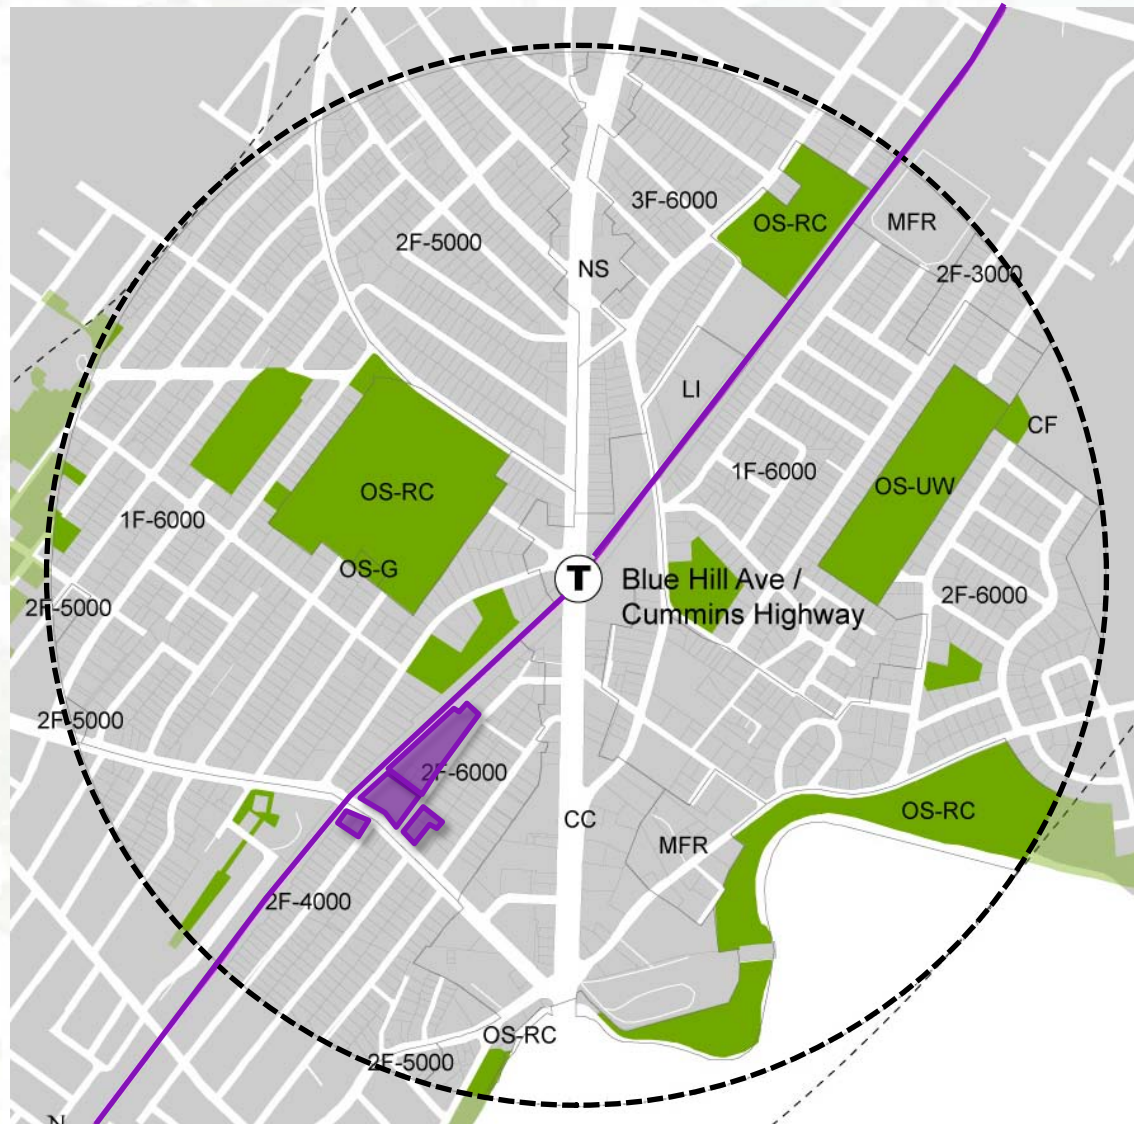 3F-6000
OS-RC
MFR
2F-5000
NS
2F-3000
LI
CF
1F-6000
OS-UW
OS-RC
1F-6000
OS-G
T
Blue Hill Ave /
Cummins Highway
2F-5000
2F-6000
2F-5000
2F-6000
OS-RC
CC
MFR
2F-4000
OS-RC
2F-5000
N